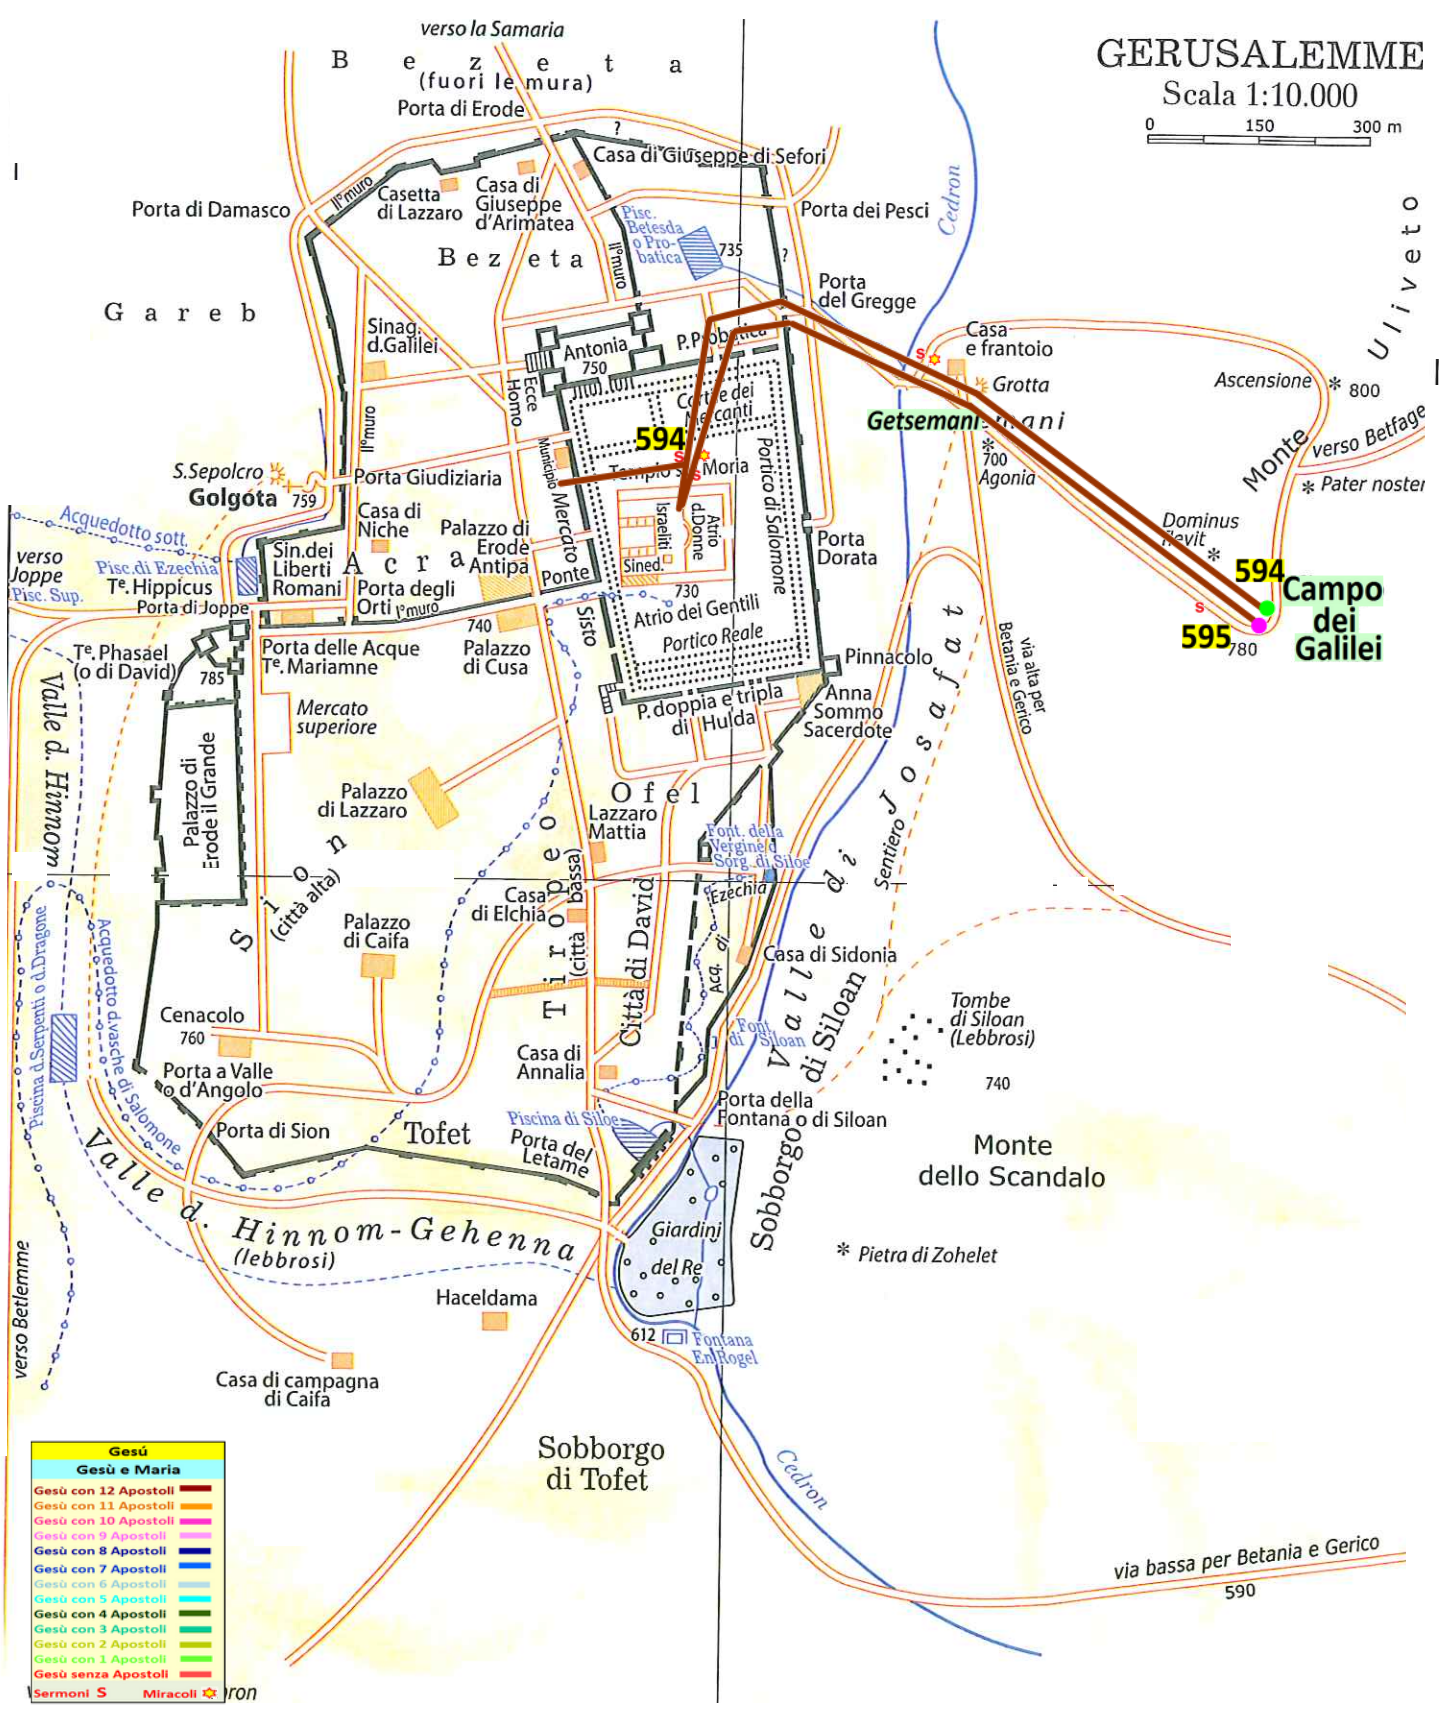 verso la Samaria
B e z e t a
(fuori le mura)
Porta di Erode
GERUSALEMME
Scala 1:10.000
0 150 300 m
?
Casa di Giuseppe di Sefori
II°muro
Casetta
di Lazzaro
Casa di
Giuseppe
d'Arimatea
Porta di Damasco
Pisc.
Betesda
o Pro-
batica
735
Porta dei Pesci
Cedron
Uliveto
Bezeta
II°muro
?
Gareb
Porta
del Gregge
Sinag.
d.Galilei
Antonia
750
P.Probatica
Casa
e frantoio
S
Grotta
Ascensione
800
Ecce
Homo
Cortile dei
Mercanti
Getsemani
mani
verso Betfage
II°muro
594
S
Municipio
Moria
S
700
Agonia
Monte
Pater noster
S.Sepolcro
Golgóta
759
Porta Giudiziaria
Portico di Salomone
Mercato
Casa di
Niche
Palazzo di
Erode
Antipa
Israeliti
Atrio
d.Donne
Dominus
flevit
Acquedotto sott.
verso
Joppe
Pisc. Sup.
Pisc.di Ezechia
Te. Hippicus
Porta di Joppe
Sin.dei
Liberti
Romani
Acra
Porta degli
Orti
I°muro
Ponte
Sined.
730
Porta
Dorata
594
Campo
dei
Galilei
S
595
780
Sisto
Atrio dei Gentili
Portico Reale
740
Palazzo
di Cusa
Te. Phasael
(o di David)
785
Porta delle Acque
Te. Mariamne
Pinnacolo
via alta per
Betania e Gerico
Mercato
superiore
P. doppia e tripla
di Hulda
Anna
Sommo
Sacerdote
Valle d. Hinnom
Palazzo di
Erode il Grande
Palazzo
di Lazzaro
Ofel
Lazzaro
Mattia
Font. della
Vergine o
Sorg. di Siloe
Sentiero
Valle di Josafat
Sion
(città alta)
Tiropeo
(città bassa)
Casa
di Elchia
Città di David
Acq. di Ezechia
Palazzo
di Caifa
Casa di Sidonia
Piscina d.Serpenti o d.Dragone
Acquedotto d.vasche di Salomone
Cenacolo
760
Font.
di Siloan
Tombe
di Siloan
(Lebbrosi)
740
Casa di
Annalia
Porta a Valle
o d'Angolo
Porta della
Fontana o di Siloan
Sobborgo di Siloan
Porta di Sion
Tofet
Piscina di Siloe
Porta del
Letame
Monte
dello Scandalo
Valle d. Hinnom-Gehenna
(lebbrosi)
Giardini
del Re
Pietra di Zohelet
verso Betlemme
Haceldama
612
Fontana
En Rogel
Casa di campagna
di Caifa
Sobborgo
di Tofet
Cedron
via bassa per Betania e Gerico
590
Gesú
Gesù e Maria
Gesù con 12 Apostoli
Gesù con 11 Apostoli
Gesù con 10 Apostoli
Gesù con 9 Apostoli
Gesù con 8 Apostoli
Gesù con 7 Apostoli
Gesù con 6 Apostoli
Gesù con 5 Apostoli
Gesù con 4 Apostoli
Gesù con 3 Apostoli
Gesù con 2 Apostoli
Gesù con 1 Apostoli
Gesù senza Apostoli
Sermoni S Miracoli